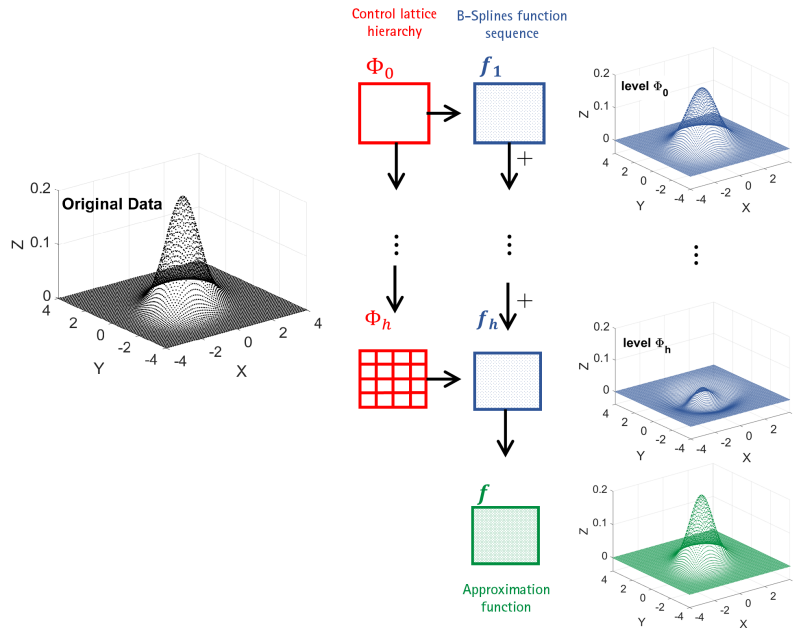 Control lattice
hierarchy
B-Splines function
sequence
Φ₀
f₁
level Φ₀
0.2
0.1
0
Z
4
2
0
-2
-4
Y
-4
-2
0
2
X
+
Original Data
0.2
0.1
0
Z
4
2
0
-2
-4
Y
-4
-2
0
2
4
X
⋮
⋮
⋮
+
Φₕ
fₕ
level Φₕ
0.2
0.1
0
Z
4
2
0
-2
-4
Y
-4
-2
0
2
X
f
0.2
0.1
0
Z
4
2
0
-2
-4
Y
-4
-2
0
2
X
Approximation
function